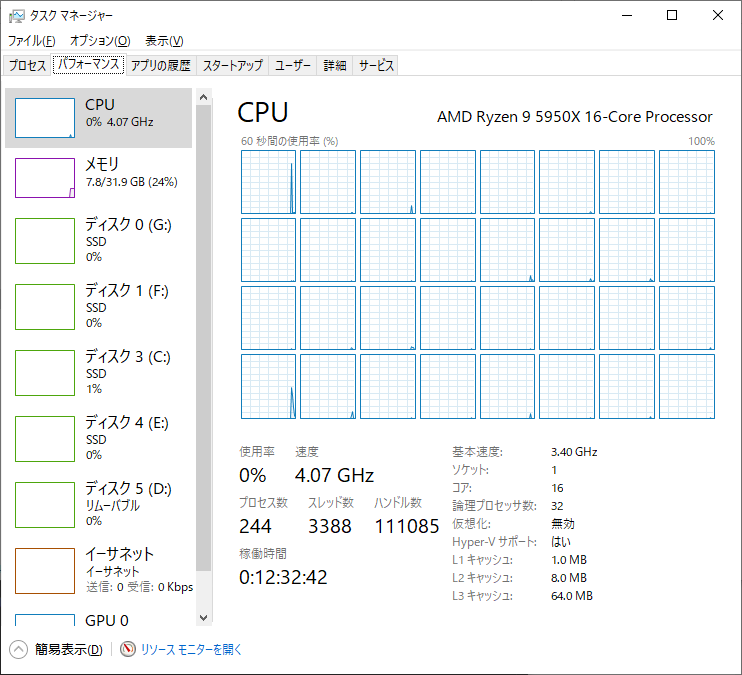 タスク マネージャー
ファイル(F) オプション(O) 表示(V)
プロセス パフォーマンス アプリの履歴 スタートアップ ユーザー 詳細 サービス
CPU
0% 4.07 GHz
メモリ
7.8/31.9 GB (24%)
ディスク 0 (G:)
SSD
0%
ディスク 1 (F:)
SSD
0%
ディスク 3 (C:)
SSD
1%
ディスク 4 (E:)
SSD
0%
ディスク 5 (D:)
リムーバブル
0%
イーサネット
イーサネット
送信: 0 受信: 0 Kbps
GPU 0
CPU
AMD Ryzen 9 5950X 16-Core Processor
60 秒間の使用率 (%) 100%
使用率 速度
0% 4.07 GHz
プロセス数 スレッド数 ハンドル数
244 3388 111085
稼働時間
0:12:32:42
基本速度: 3.40 GHz
ソケット: 1
コア: 16
論理プロセッサ数: 32
仮想化: 無効
Hyper-V サポート: はい
L1 キャッシュ: 1.0 MB
L2 キャッシュ: 8.0 MB
L3 キャッシュ: 64.0 MB
簡易表示(D) リソース モニターを開く